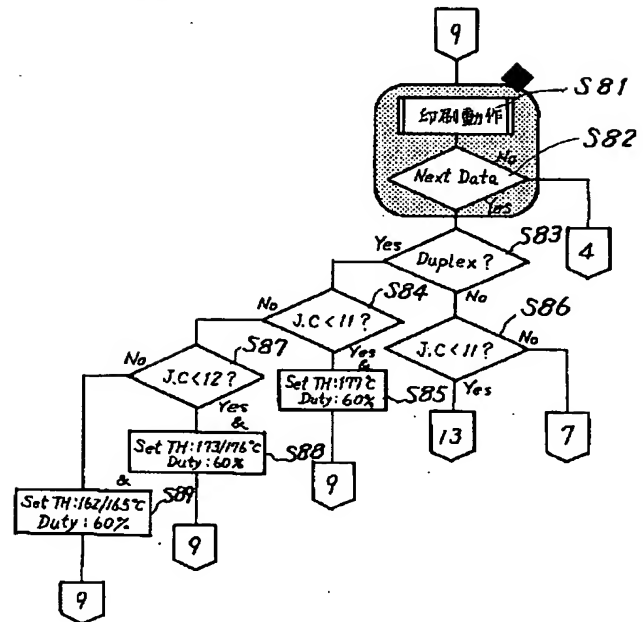 9
S81
印刷動作
S82
No
Next Data
Yes
4
S83
Yes
Duplex?
No
S84
S86
No
J.C<11?
J.C<11?
No
S87
Yes
&
Yes
No
J.C<12?
Set TH:177℃
Duty:60%
S85
13
7
Yes
&
Set TH:173/176℃
Duty:60%
S88
9
&
Set TH:162/165℃
Duty:60%
S89
9
9